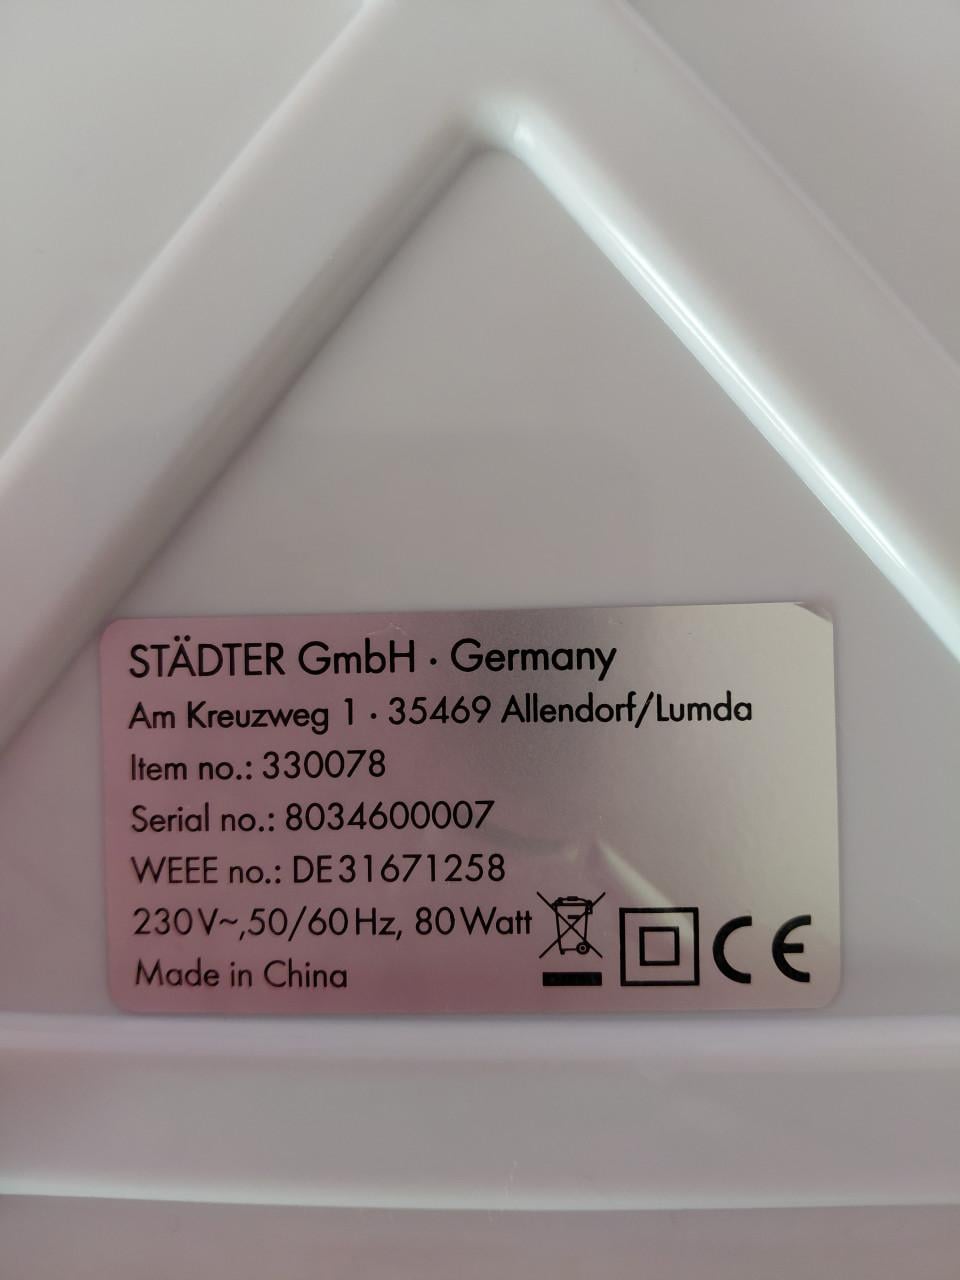 STÄDTER GmbH · Germany
Am Kreuzweg 1 · 35469 Allendorf/Lumda
Item no.: 330078
Serial no.: 8034600007
WEEE no.: DE31671258
230V~,50/60Hz, 80Watt
Made in China
CE